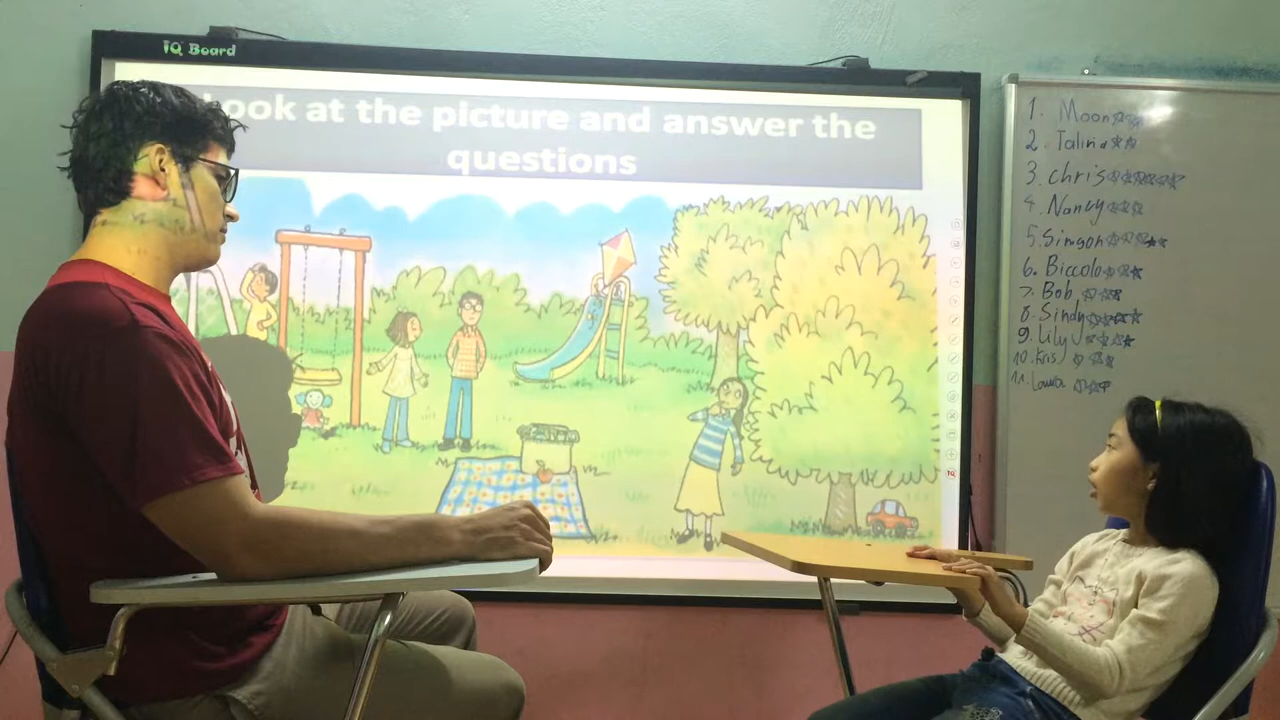 IQ Board
Look at the picture and answer the
questions
1. Moon
2. Talina
3. chris
4. Nancy
5. Simson
6. Biccolo
7. Bob
8. Sindy
9. Lily
10. Kris
11. Laura